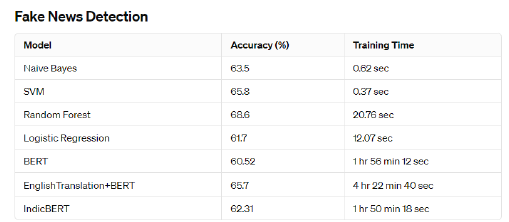 Fake News Detection
Model Accuracy (%) Training Time
Naive Bayes 63.5 0.62 sec
SVM 65.8 0.37 sec
Random Forest 68.6 20.76 sec
Logistic Regression 61.7 12.07 sec
BERT 60.52 1 hr 56 min 12 sec
EnglishTranslation+BERT 65.7 4 hr 22 min 40 sec
IndicBERT 62.31 1 hr 50 min 18 sec